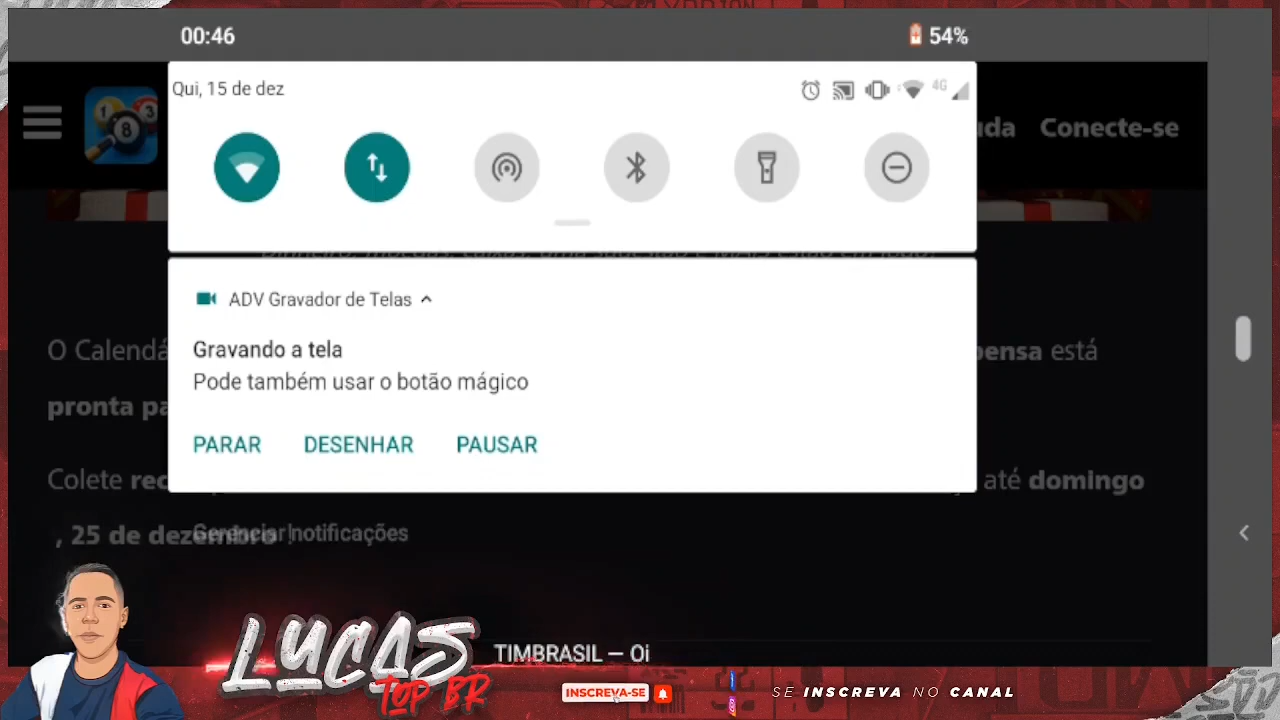 00:46
54%
Qui, 15 de dez
4G
uda Conecte-se
ADV Gravador de Telas
Gravando a tela
O Calendá
pensa está
Pode também usar o botão mágico
pronta pa
PARAR DESENHAR PAUSAR
Colete rec
até domingo
, 25 de dezembro !
Gerenciar notificações
TIMBRASIL — Oi
LUCAS
TOP BR
INSCREVA-SE
SE INSCREVA NO CANAL